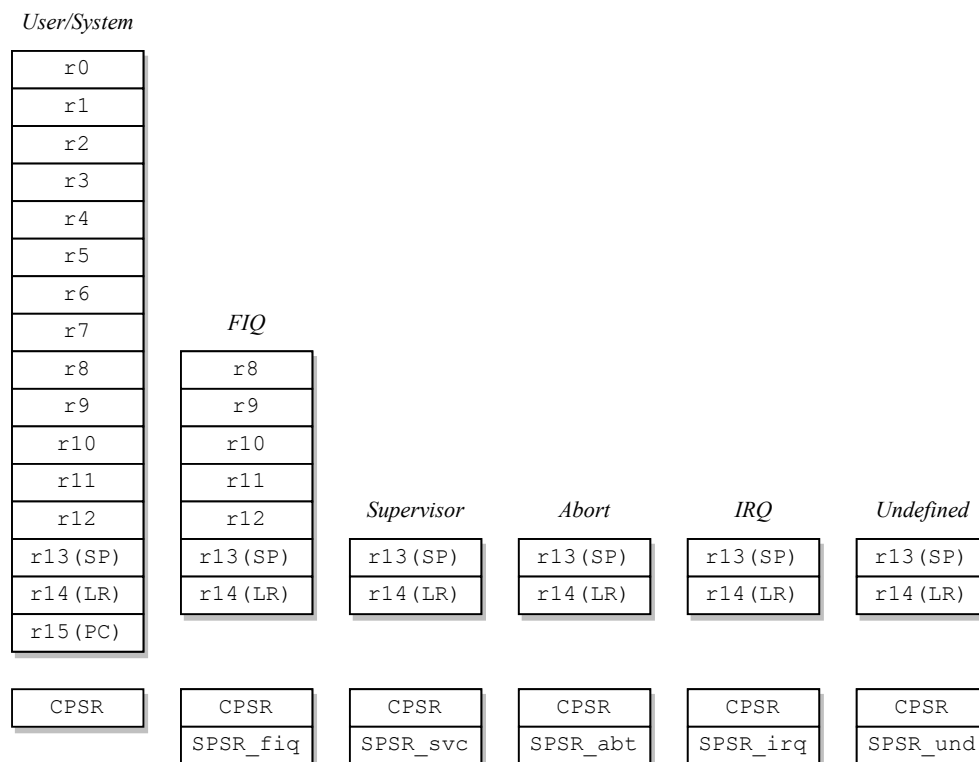 User/System
r0
r1
r2
r3
r4
r5
r6
r7
r8
r9
r10
r11
r12
r13(SP)
r14(LR)
r15(PC)
CPSR
FIQ
r8
r9
r10
r11
r12
r13(SP)
r14(LR)
CPSR
SPSR_fiq
Supervisor
r13(SP)
r14(LR)
CPSR
SPSR_svc
Abort
r13(SP)
r14(LR)
CPSR
SPSR_abt
IRQ
r13(SP)
r14(LR)
CPSR
SPSR_irq
Undefined
r13(SP)
r14(LR)
CPSR
SPSR_und